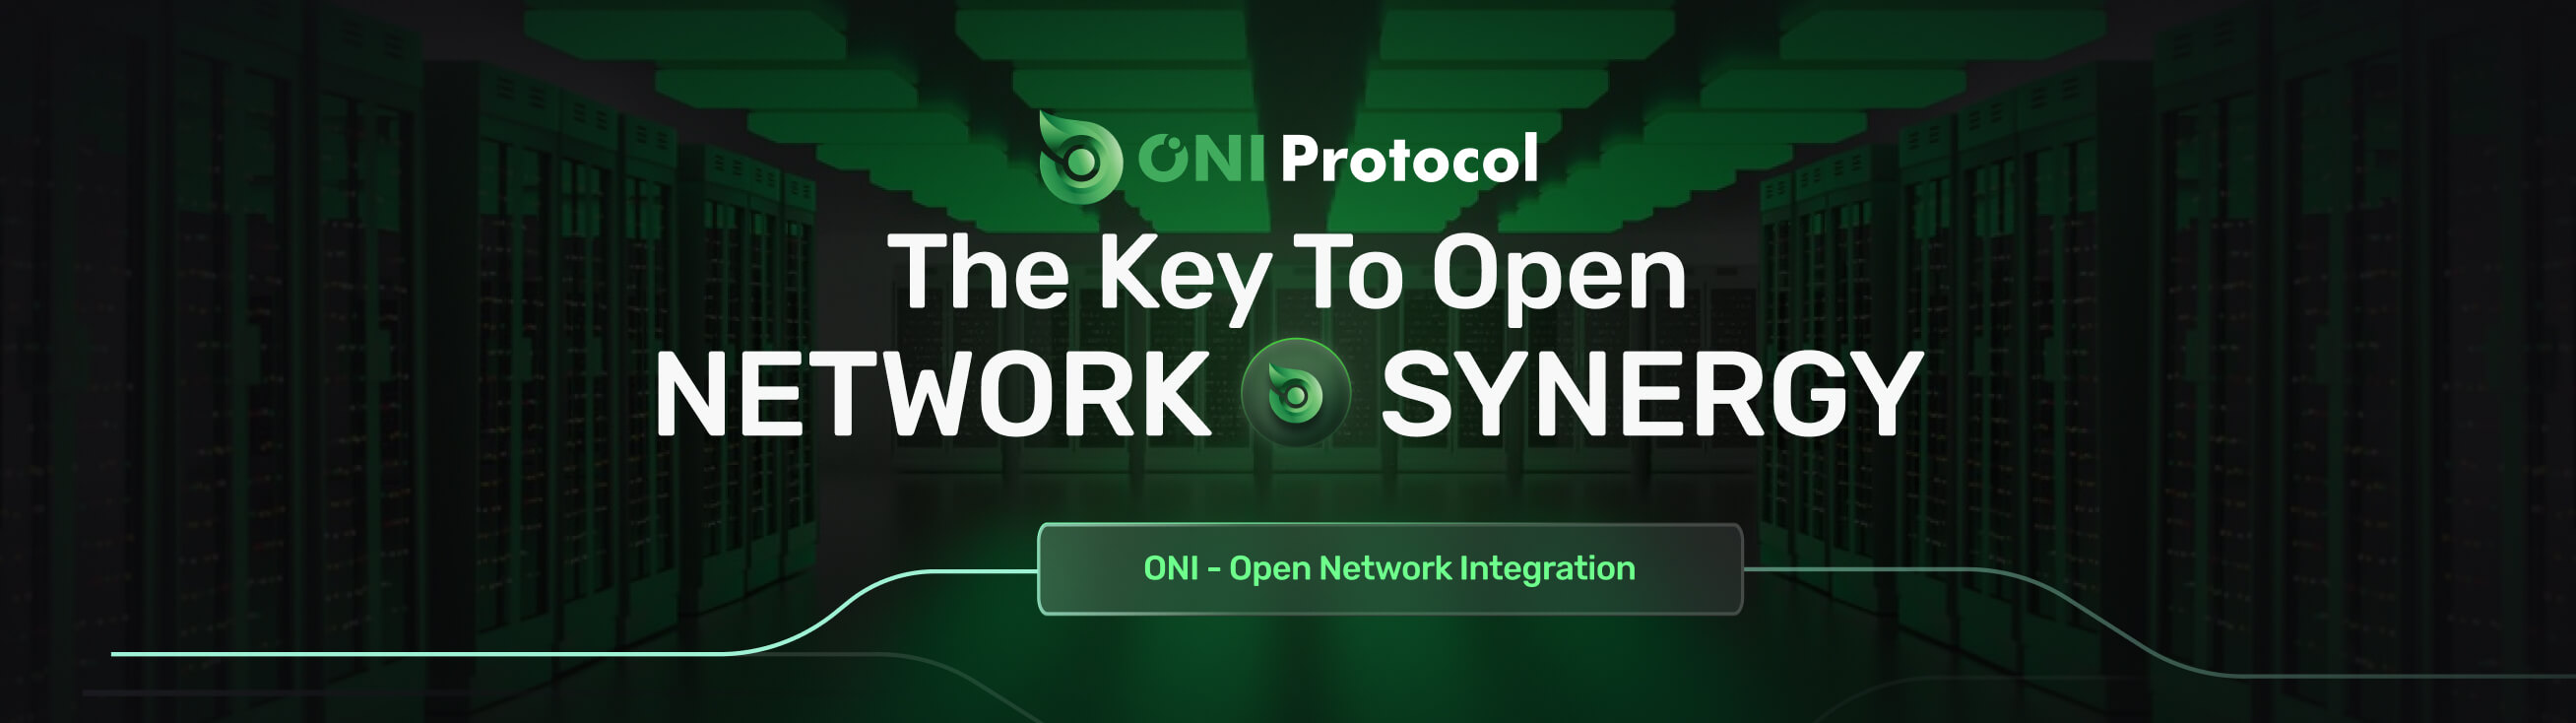 ONI Protocol
The Key To Open
NETWORK SYNERGY
ONI - Open Network Integration